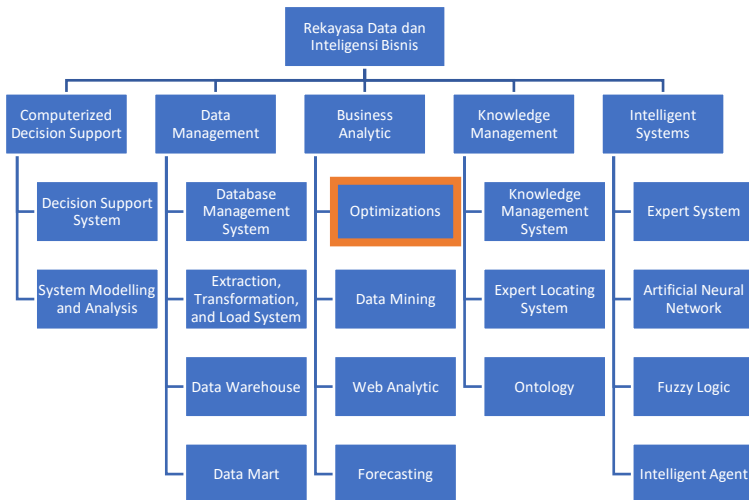 Rekayasa Data dan
Inteligensi Bisnis
Computerized
Decision Support
Data
Management
Business
Analytic
Knowledge
Management
Intelligent
Systems
Decision Support
System
Database
Management
System
Optimizations
Knowledge
Management
System
Expert System
System Modelling
and Analysis
Extraction,
Transformation,
and Load System
Data Mining
Expert Locating
System
Artificial Neural
Network
Data Warehouse
Web Analytic
Ontology
Fuzzy Logic
Data Mart
Forecasting
Intelligent Agent